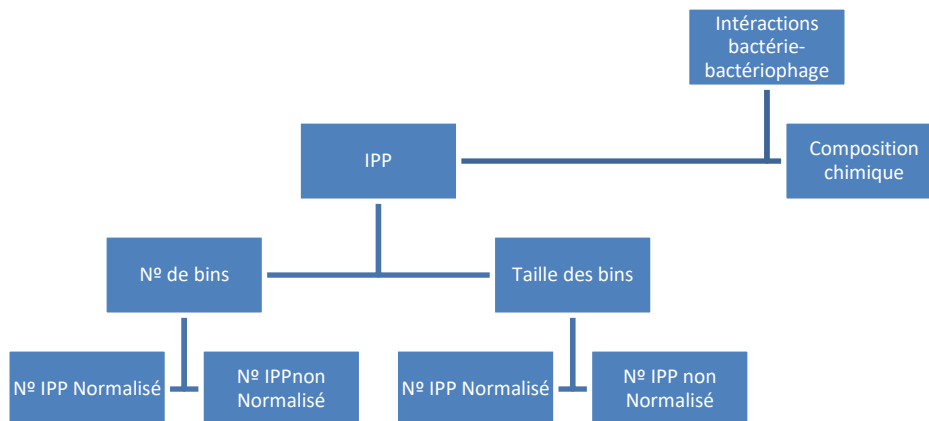 Intéractions
bactérie-
bactériophage
IPP
Composition
chimique
Nº de bins
Taille des bins
Nº IPP Normalisé
Nº IPPnon
Normalisé
Nº IPP Normalisé
Nº IPP non
Normalisé